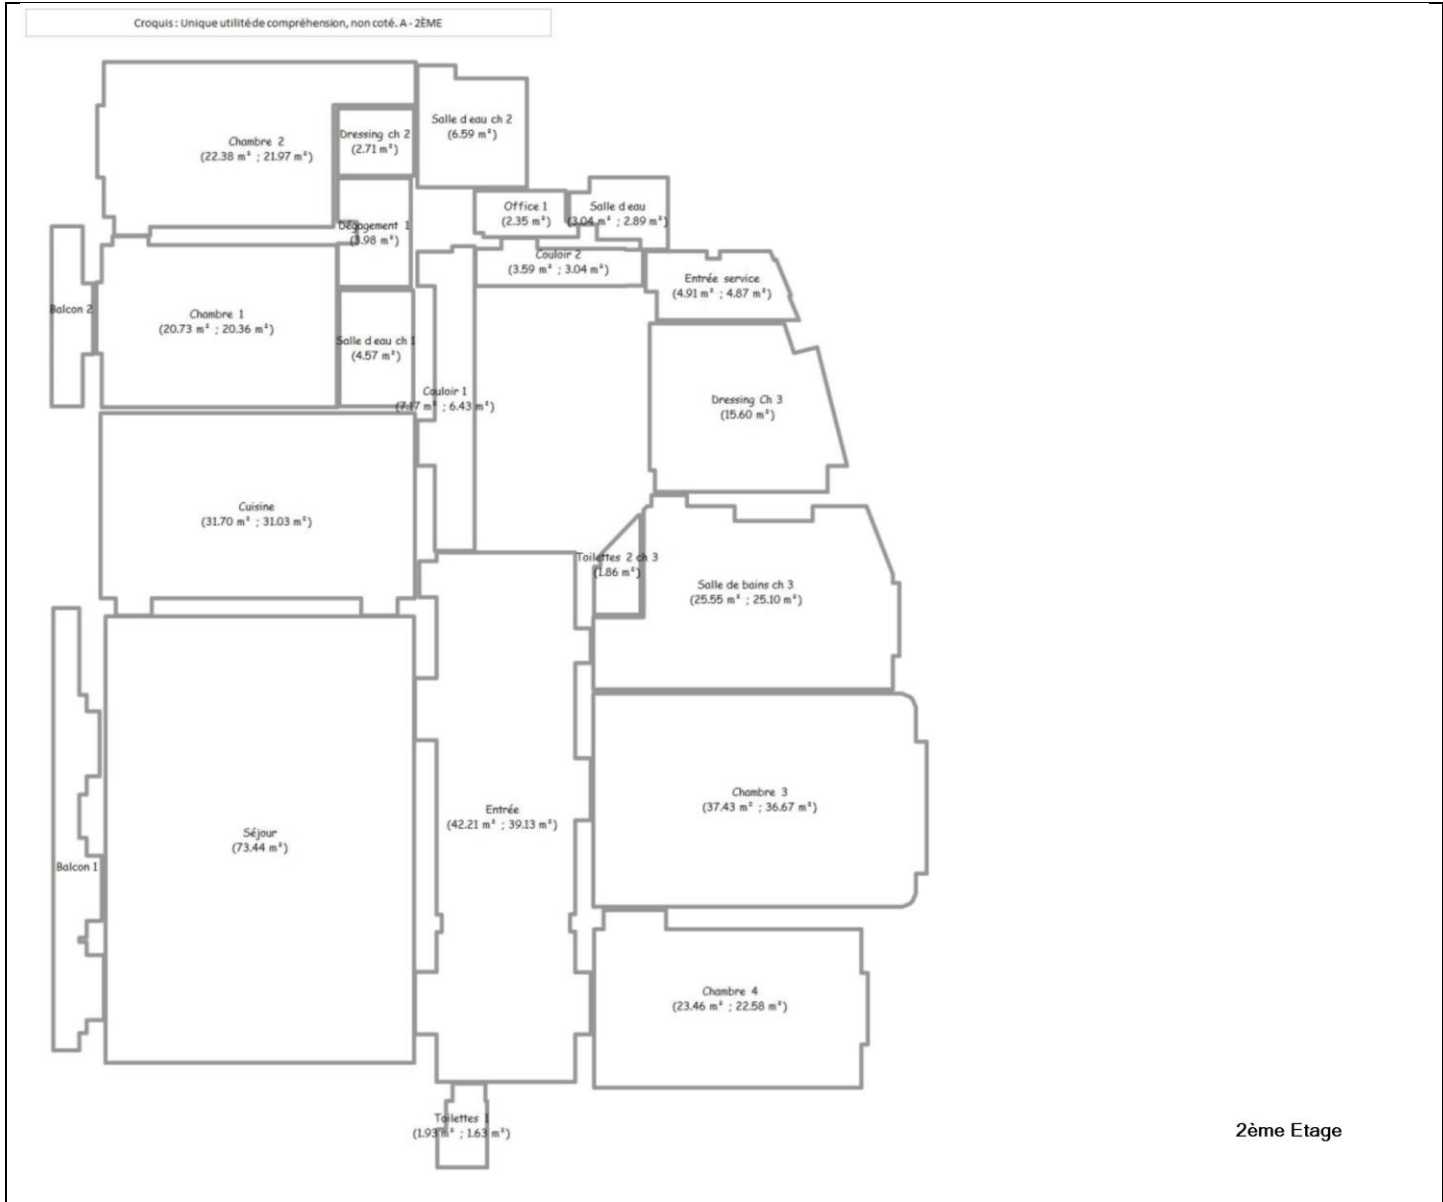 Croquis : Unique utilité de compréhension, non coté. A - 2ÈME
Chambre 2
(22.38 m² ; 21.97 m²)
Dressing ch 2
(2.71 m²)
Salle d eau ch 2
(6.59 m²)
Dégagement 1
(3.98 m²)
Office 1
(2.35 m²)
Salle d eau
(3.04 m² ; 2.89 m²)
Couloir 2
(3.59 m² ; 3.04 m²)
Entrée service
(4.91 m² ; 4.87 m²)
Balcon 2
Chambre 1
(20.73 m² ; 20.36 m²)
Salle d eau ch 1
(4.57 m²)
Couloir 1
(7.17 m² ; 6.43 m²)
Dressing Ch 3
(15.60 m²)
Cuisine
(31.70 m² ; 31.03 m²)
Toilettes 2 ch 3
(1.86 m²)
Salle de bains ch 3
(25.55 m² ; 25.10 m²)
Chambre 3
(37.43 m² ; 36.67 m²)
Entrée
(42.21 m² ; 39.13 m²)
Séjour
(73.44 m²)
Balcon 1
Chambre 4
(23.46 m² ; 22.58 m²)
Toilettes 1
(1.93 m² ; 1.63 m²)
2ème Etage